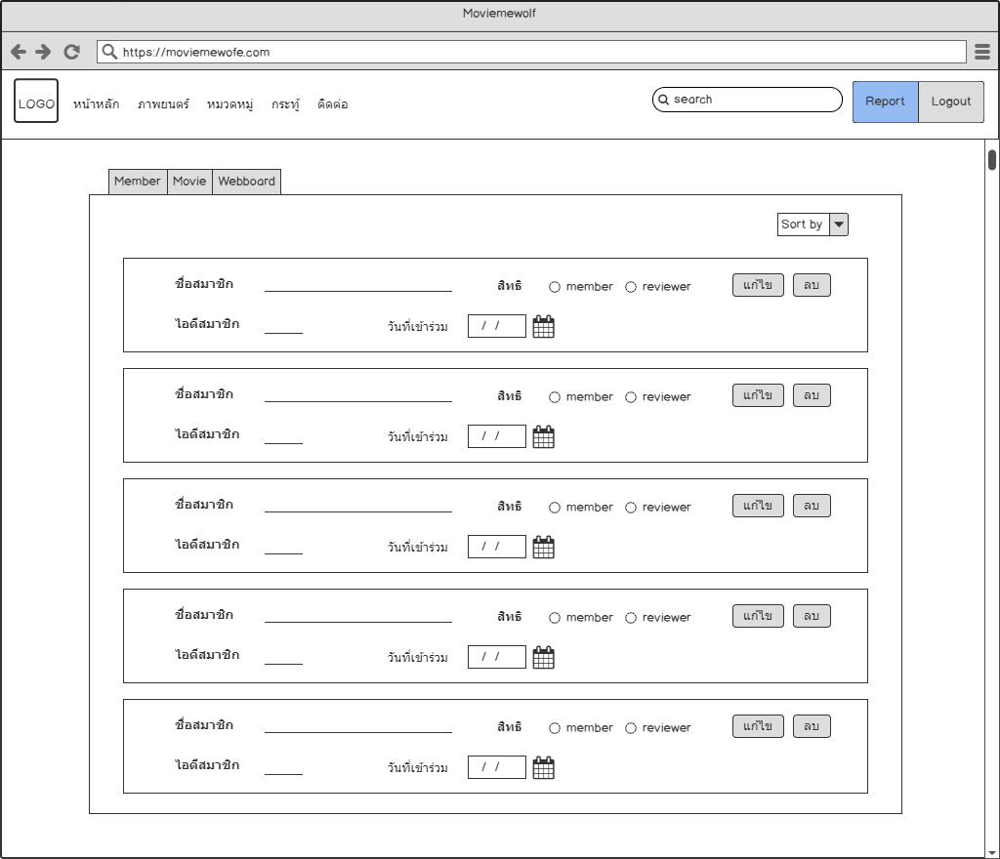 Moviemewolf
https://moviemewofe.com
LOGO หน้าหลัก ภาพยนตร์ หมวดหมู่ กระทู้ ติดต่อ search Report Logout
Member Movie Webboard
Sort by
ชื่อสมาชิก สิทธิ member reviewer แก้ไข ลบ
ไอดีสมาชิก วันที่เข้าร่วม / /
ชื่อสมาชิก สิทธิ member reviewer แก้ไข ลบ
ไอดีสมาชิก วันที่เข้าร่วม / /
ชื่อสมาชิก สิทธิ member reviewer แก้ไข ลบ
ไอดีสมาชิก วันที่เข้าร่วม / /
ชื่อสมาชิก สิทธิ member reviewer แก้ไข ลบ
ไอดีสมาชิก วันที่เข้าร่วม / /
ชื่อสมาชิก สิทธิ member reviewer แก้ไข ลบ
ไอดีสมาชิก วันที่เข้าร่วม / /